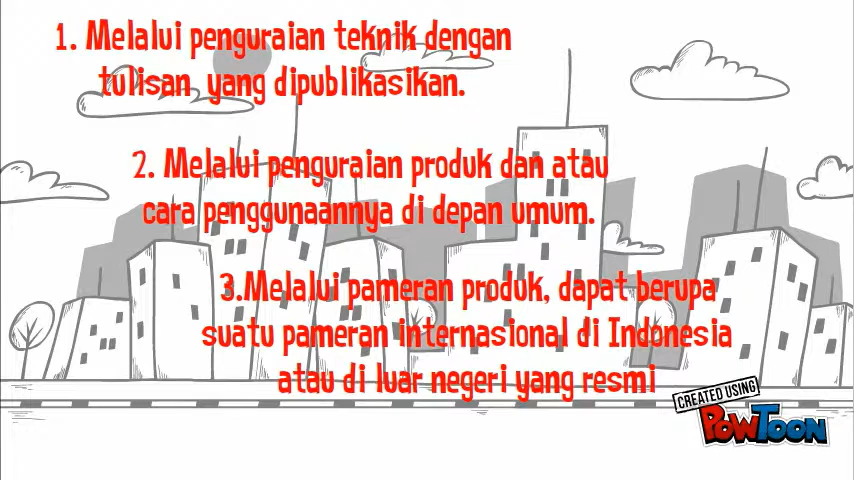 1. Melalui penguraian teknik dengan
tulisan yang dipublikasikan.
2. Melalui penguraian produk dan atau
cara penggunaannya di depan umum.
3.Melalui pameran produk, dapat berupa
suatu pameran internasional di Indonesia
atau di luar negeri yang resmi
CREATED USING
POWTOON